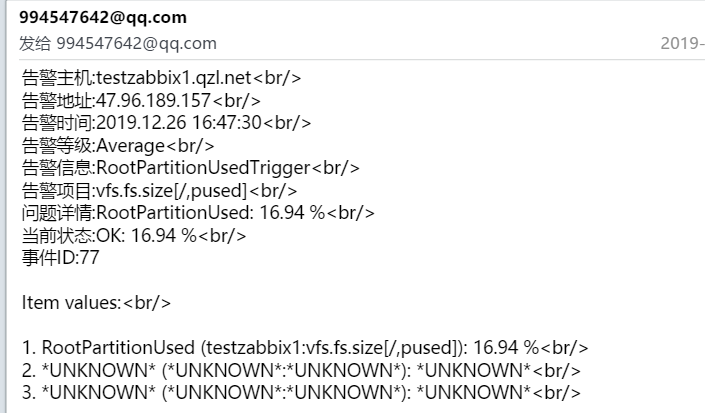 994547642@qq.com
发给 994547642@qq.com 2019-
告警主机:testzabbix1.qzl.net<br/>
告警地址:47.96.189.157<br/>
告警时间:2019.12.26 16:47:30<br/>
告警等级:Average<br/>
告警信息:RootPartitionUsedTrigger<br/>
告警项目:vfs.fs.size[/,pused]<br/>
问题详情:RootPartitionUsed: 16.94 %<br/>
当前状态:OK: 16.94 %<br/>
事件ID:77
Item values:<br/>
1. RootPartitionUsed (testzabbix1:vfs.fs.size[/,pused]): 16.94 %<br/>
2. *UNKNOWN* (*UNKNOWN*:*UNKNOWN*): *UNKNOWN*<br/>
3. *UNKNOWN* (*UNKNOWN*:*UNKNOWN*): *UNKNOWN*<br/>